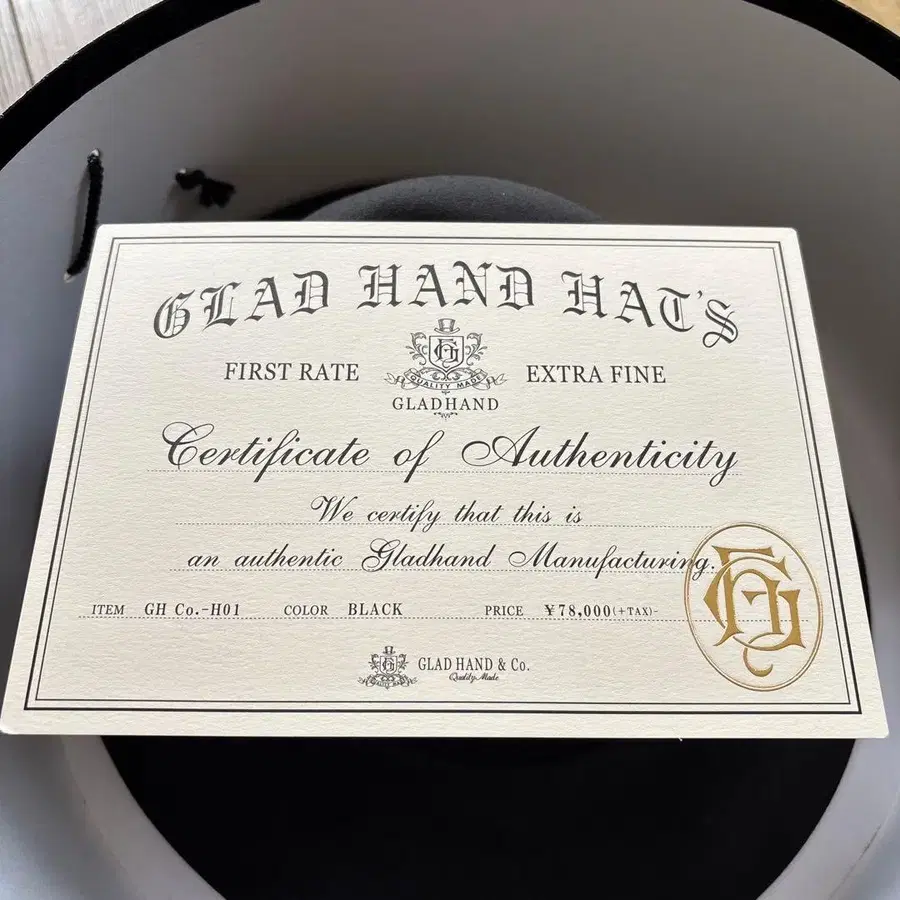 GLAD HAND HAT'S
FIRST RATE
QUALITY MADE
GLADHAND
EXTRA FINE
Certificate of Authenticity
We certify that this is
an authentic Gladhand Manufacturing.
ITEM GH Co.-H01 COLOR BLACK PRICE ¥78,000(+TAX)-
GLAD HAND & Co.
Quality Made